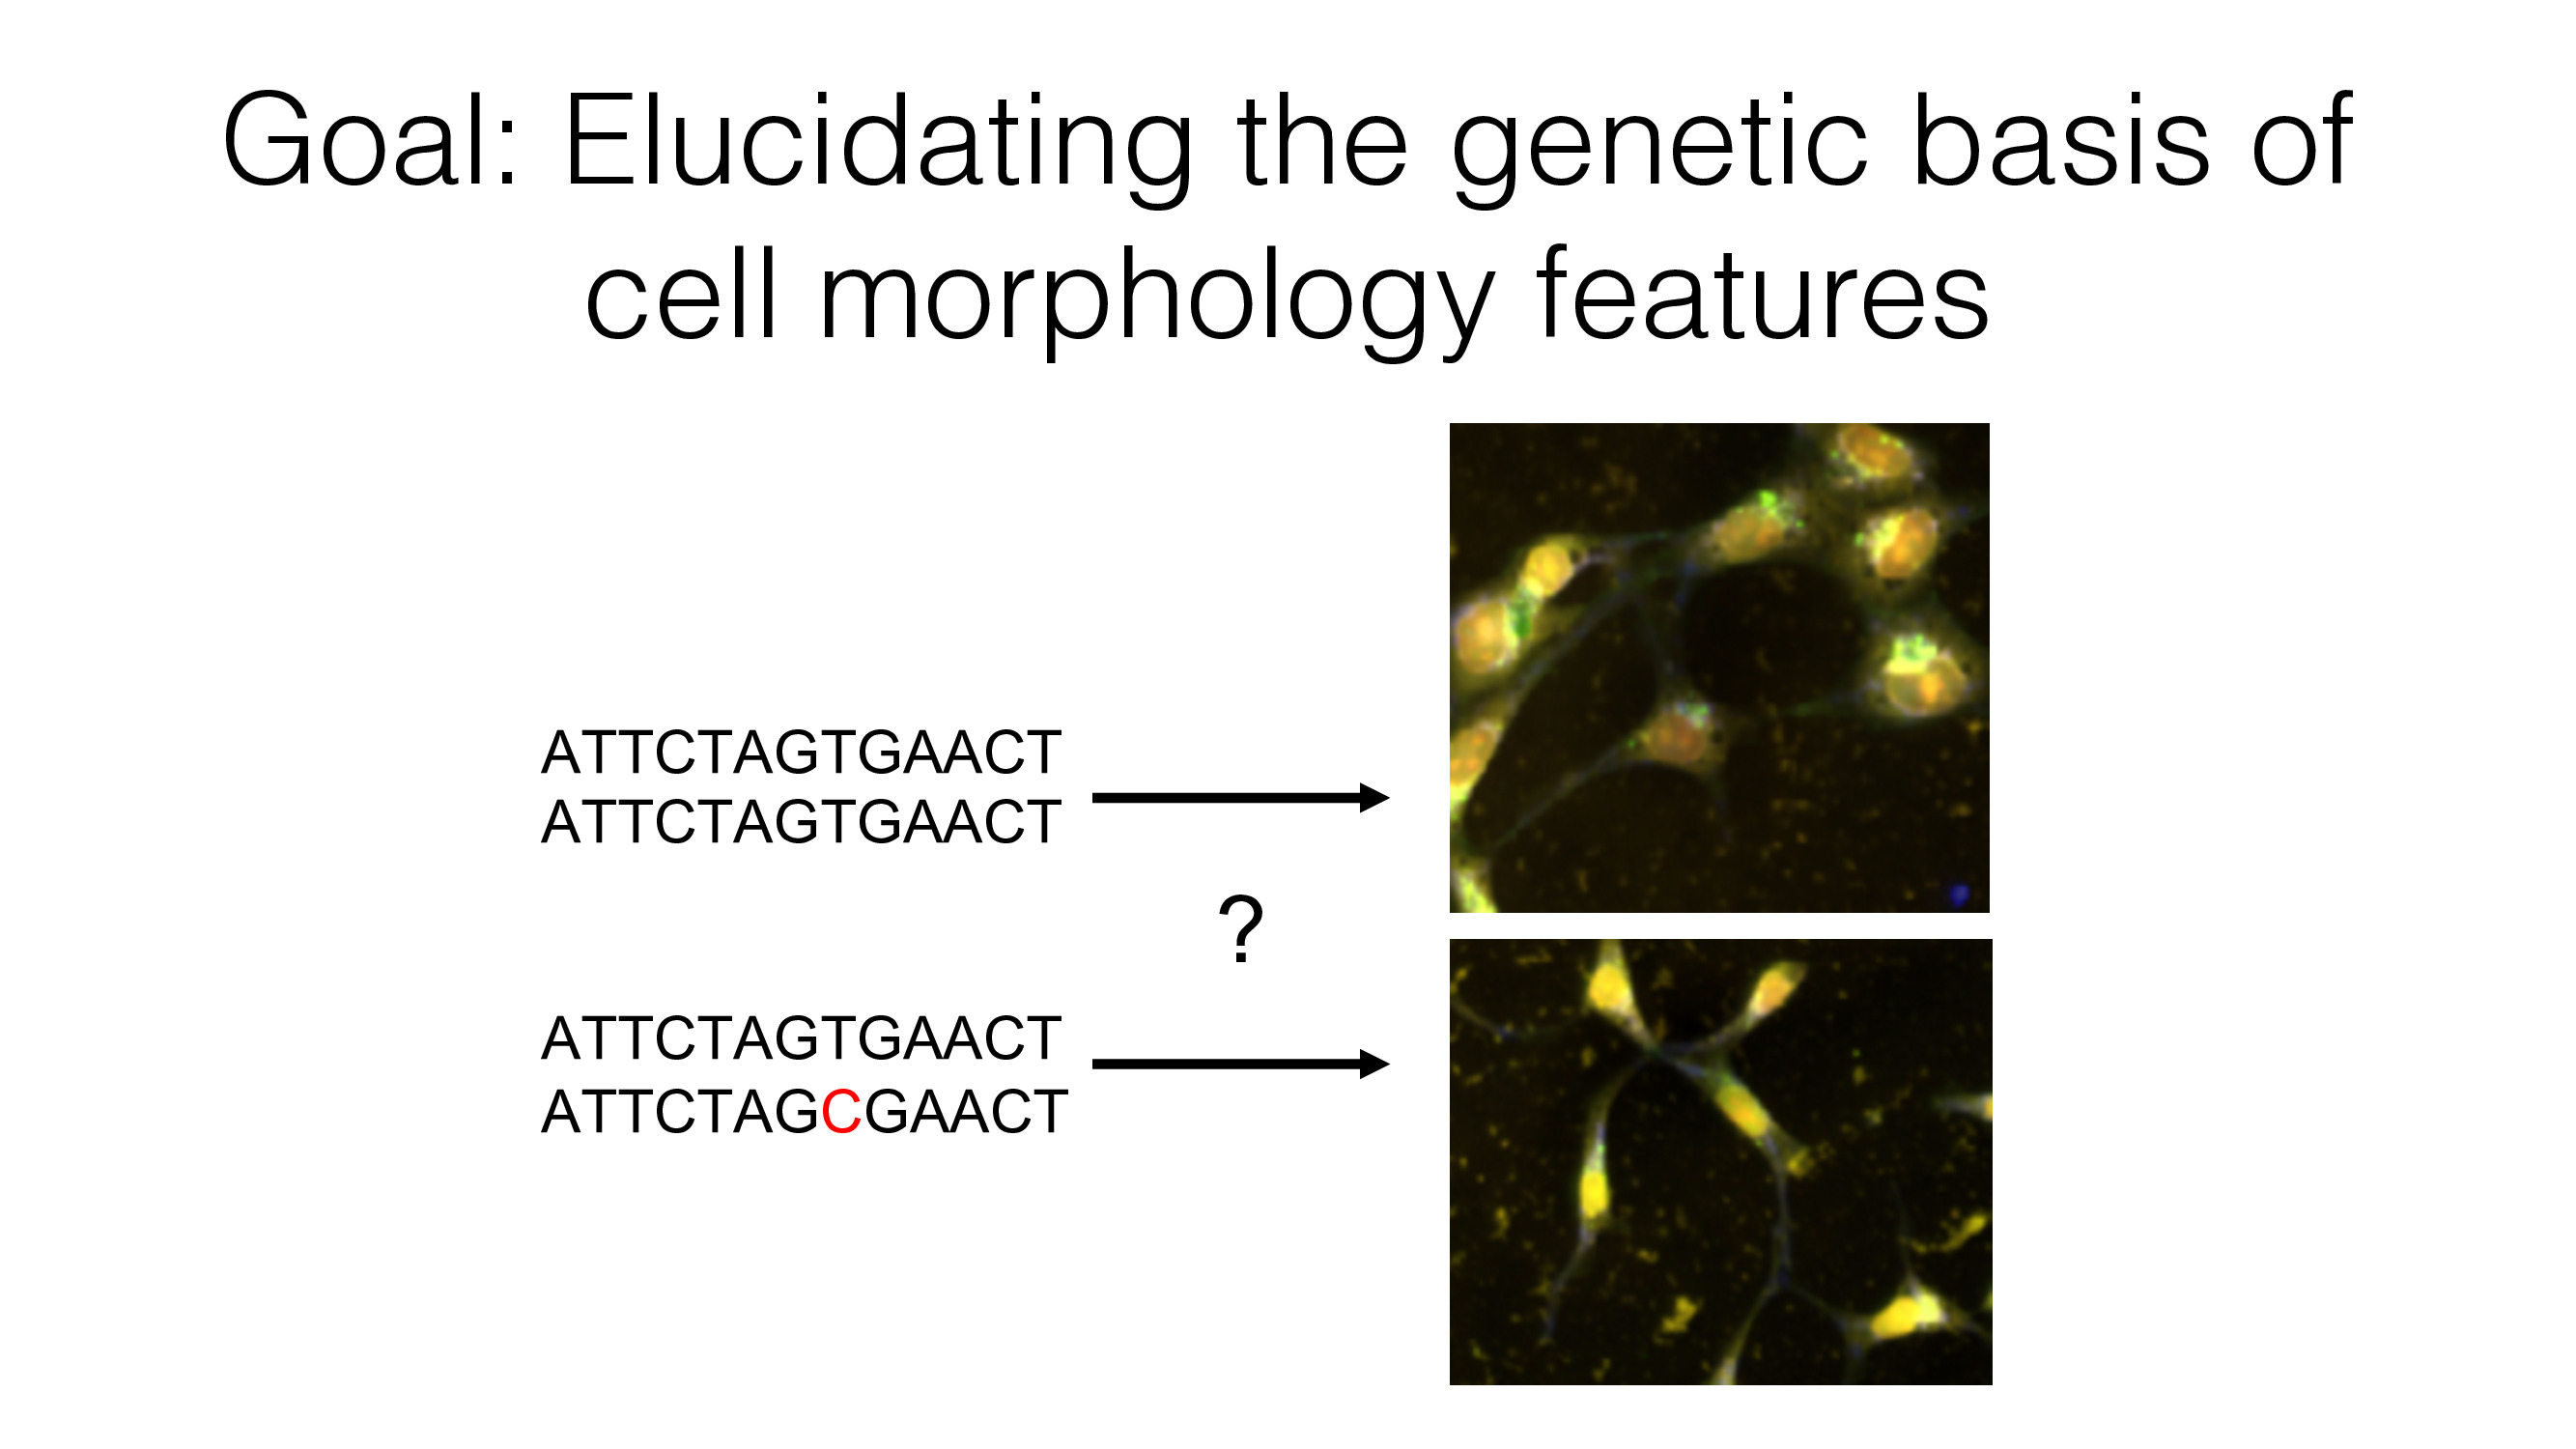 Goal: Elucidating the genetic basis of
cell morphology features
ATTCTAGTGAACT
ATTCTAGTGAACT
?
ATTCTAGTGAACT
ATTCTAGCGAACT